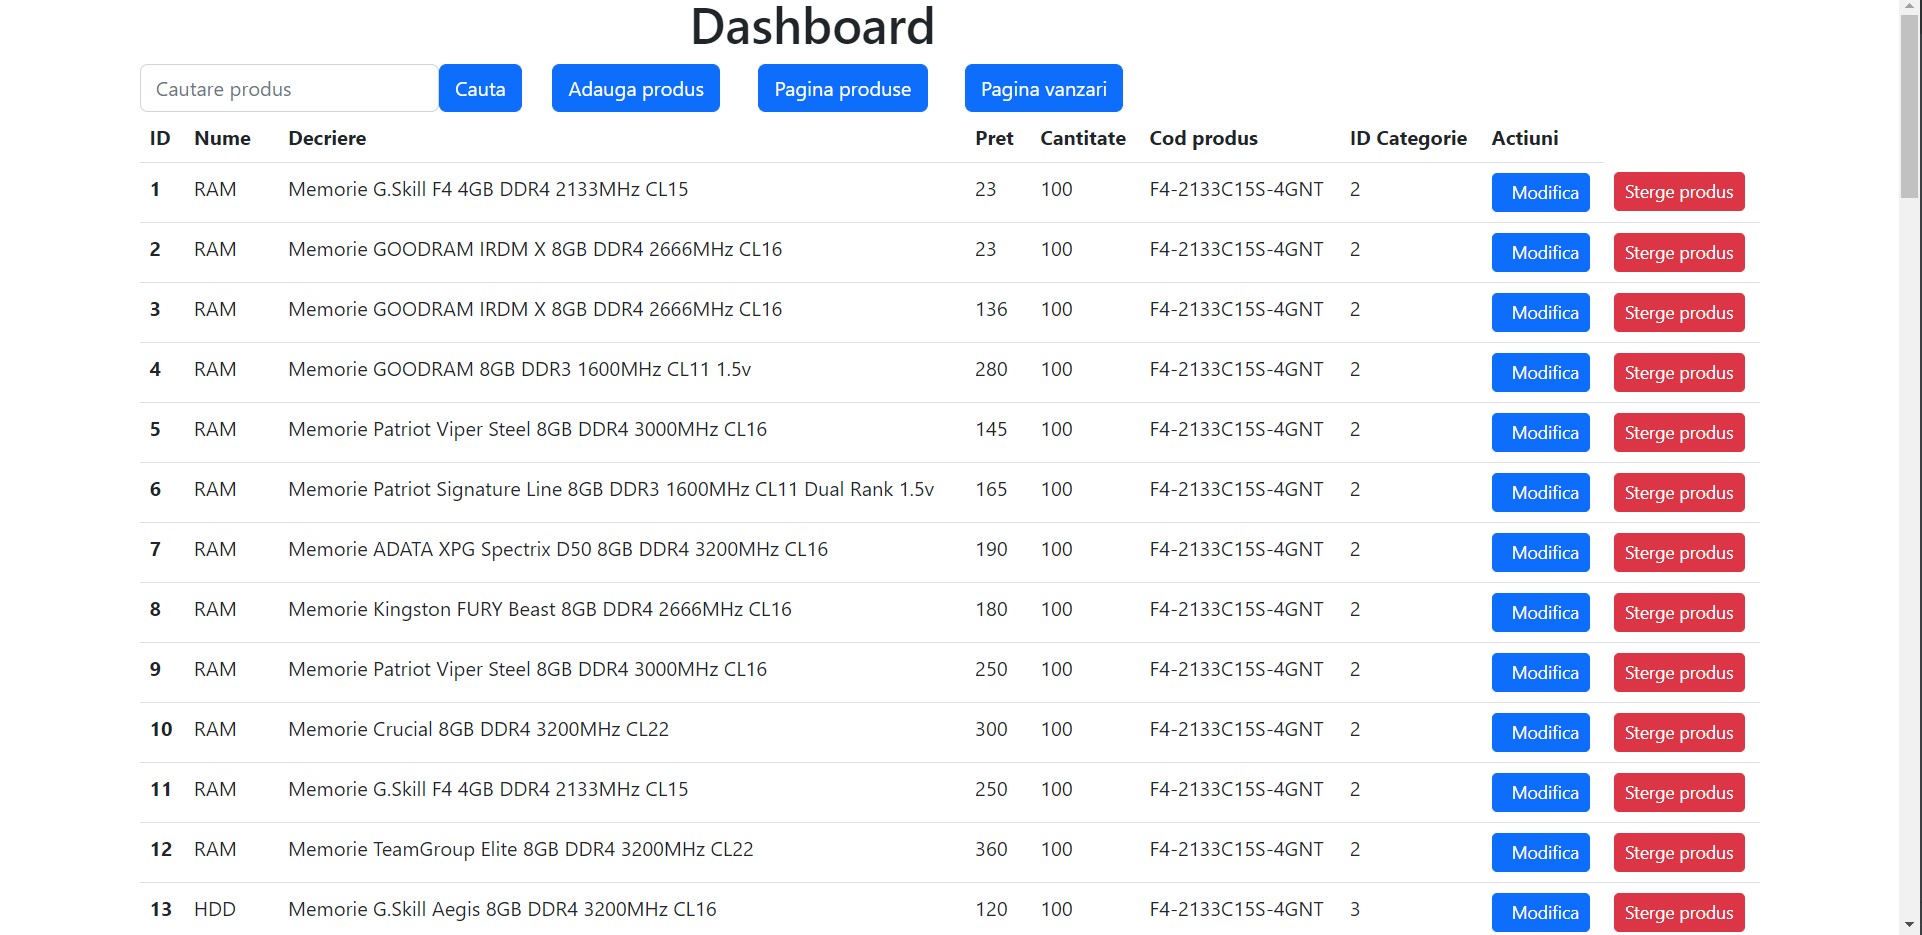 Dashboard
Cautare produs Cauta Adauga produs Pagina produse Pagina vanzari
ID Nume Decriere Pret Cantitate Cod produs ID Categorie Actiuni
1 RAM Memorie G.Skill F4 4GB DDR4 2133MHz CL15 23 100 F4-2133C15S-4GNT 2 Modifica Sterge produs
2 RAM Memorie GOODRAM IRDM X 8GB DDR4 2666MHz CL16 23 100 F4-2133C15S-4GNT 2 Modifica Sterge produs
3 RAM Memorie GOODRAM IRDM X 8GB DDR4 2666MHz CL16 136 100 F4-2133C15S-4GNT 2 Modifica Sterge produs
4 RAM Memorie GOODRAM 8GB DDR3 1600MHz CL11 1.5v 280 100 F4-2133C15S-4GNT 2 Modifica Sterge produs
5 RAM Memorie Patriot Viper Steel 8GB DDR4 3000MHz CL16 145 100 F4-2133C15S-4GNT 2 Modifica Sterge produs
6 RAM Memorie Patriot Signature Line 8GB DDR3 1600MHz CL11 Dual Rank 1.5v 165 100 F4-2133C15S-4GNT 2 Modifica Sterge produs
7 RAM Memorie ADATA XPG Spectrix D50 8GB DDR4 3200MHz CL16 190 100 F4-2133C15S-4GNT 2 Modifica Sterge produs
8 RAM Memorie Kingston FURY Beast 8GB DDR4 2666MHz CL16 180 100 F4-2133C15S-4GNT 2 Modifica Sterge produs
9 RAM Memorie Patriot Viper Steel 8GB DDR4 3000MHz CL16 250 100 F4-2133C15S-4GNT 2 Modifica Sterge produs
10 RAM Memorie Crucial 8GB DDR4 3200MHz CL22 300 100 F4-2133C15S-4GNT 2 Modifica Sterge produs
11 RAM Memorie G.Skill F4 4GB DDR4 2133MHz CL15 250 100 F4-2133C15S-4GNT 2 Modifica Sterge produs
12 RAM Memorie TeamGroup Elite 8GB DDR4 3200MHz CL22 360 100 F4-2133C15S-4GNT 2 Modifica Sterge produs
13 HDD Memorie G.Skill Aegis 8GB DDR4 3200MHz CL16 120 100 F4-2133C15S-4GNT 3 Modifica Sterge produs